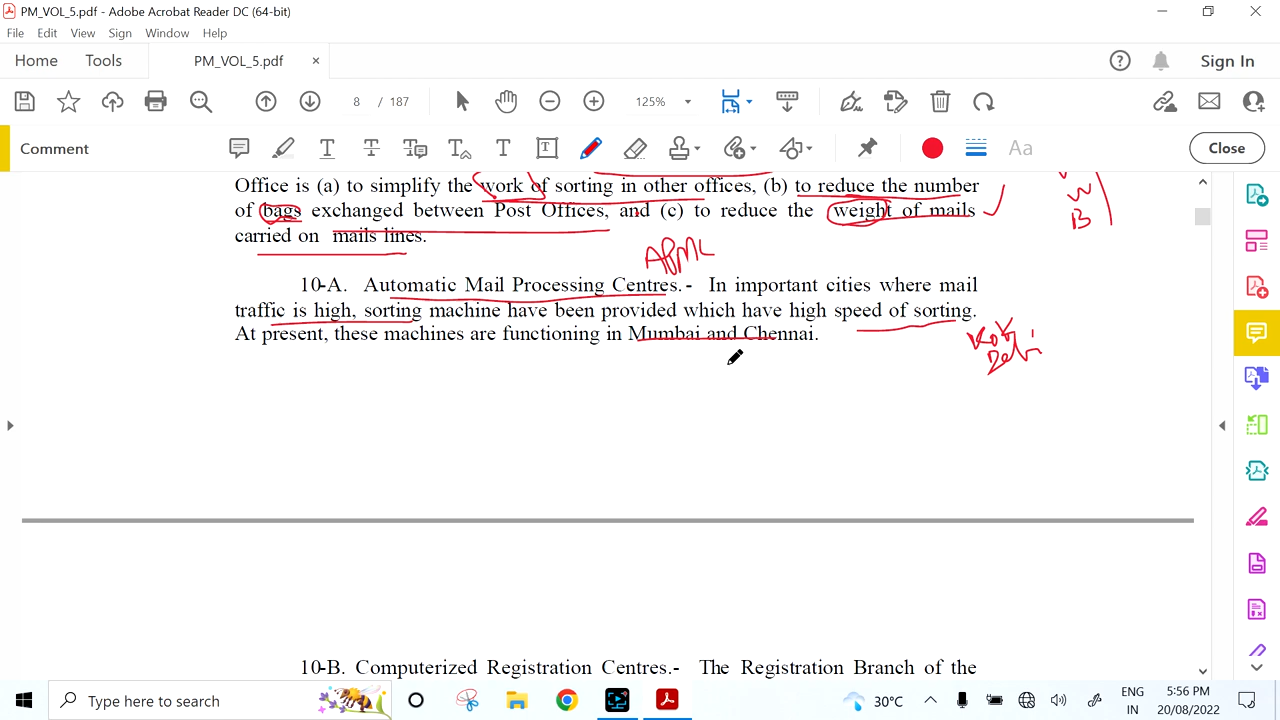 PM_VOL_5.pdf - Adobe Acrobat Reader DC (64-bit)
File Edit View Sign Window Help
Home Tools PM_VOL_5.pdf × Sign In
8 / 187 125%
Comment Aa Close
Office is (a) to simplify the work of sorting in other offices, (b) to reduce the number
of bags exchanged between Post Offices, and (c) to reduce the weight of mails
carried on mails lines.
W
B
10-A. Automatic Mail Processing Centres.- In important cities where mail
traffic is high, sorting machine have been provided which have high speed of sorting.
At present, these machines are functioning in Mumbai and Chennai.
Kolk
Delhi
10-B. Computerized Registration Centres.- The Registration Branch of the
Type here to search
30°C
ENG
IN
5:56 PM
20/08/2022